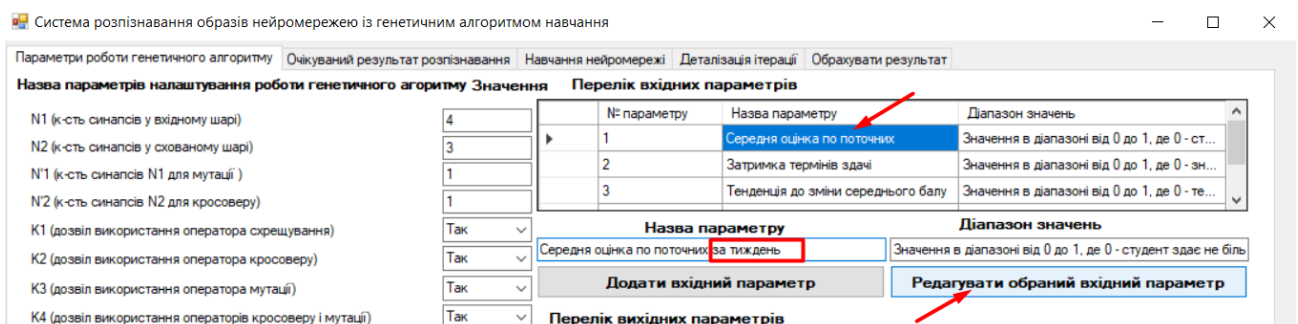 Система розпізнавання образів нейромережею із генетичним алгоритмом навчання
Параметри роботи генетичного алгоритму Очікуваний результат розпізнавання Навчання нейромережі Деталізація ітерації Обрахувати результат
Назва параметрів налаштування роботи генетичного агоритму Значення Перелік вхідних параметрів
№ параметру Назва параметру Діапазон значень
N1 (к-сть синапсів у вхідному шарі) 4
1 Середня оцінка по поточних Значення в діапазоні від 0 до 1, де 0 - ст...
N2 (к-сть синапсів у схованому шарі) 3
2 Затримка термінів здачі Значення в діапазоні від 0 до 1, де 0 - зн...
N'1 (к-сть синапсів N1 для мутації ) 1
3 Тенденція до зміни середнього балу Значення в діапазоні від 0 до 1, де 0 - те...
N'2 (к-сть синапсів N2 для кросоверу) 1
Назва параметру Діапазон значень
K1 (дозвіл використання оператора схрещування) Так
Середня оцінка по поточних за тиждень Значення в діапазоні від 0 до 1, де 0 - студент здає не біль
K2 (дозвіл використання оператора кросоверу) Так
Додати вхідний параметр Редагувати обраний вхідний параметр
K3 (дозвіл використання оператора мутації) Так
K4 (дозвіл використання операторів кросоверу і мутації) Так
Перелік вихідних параметрів